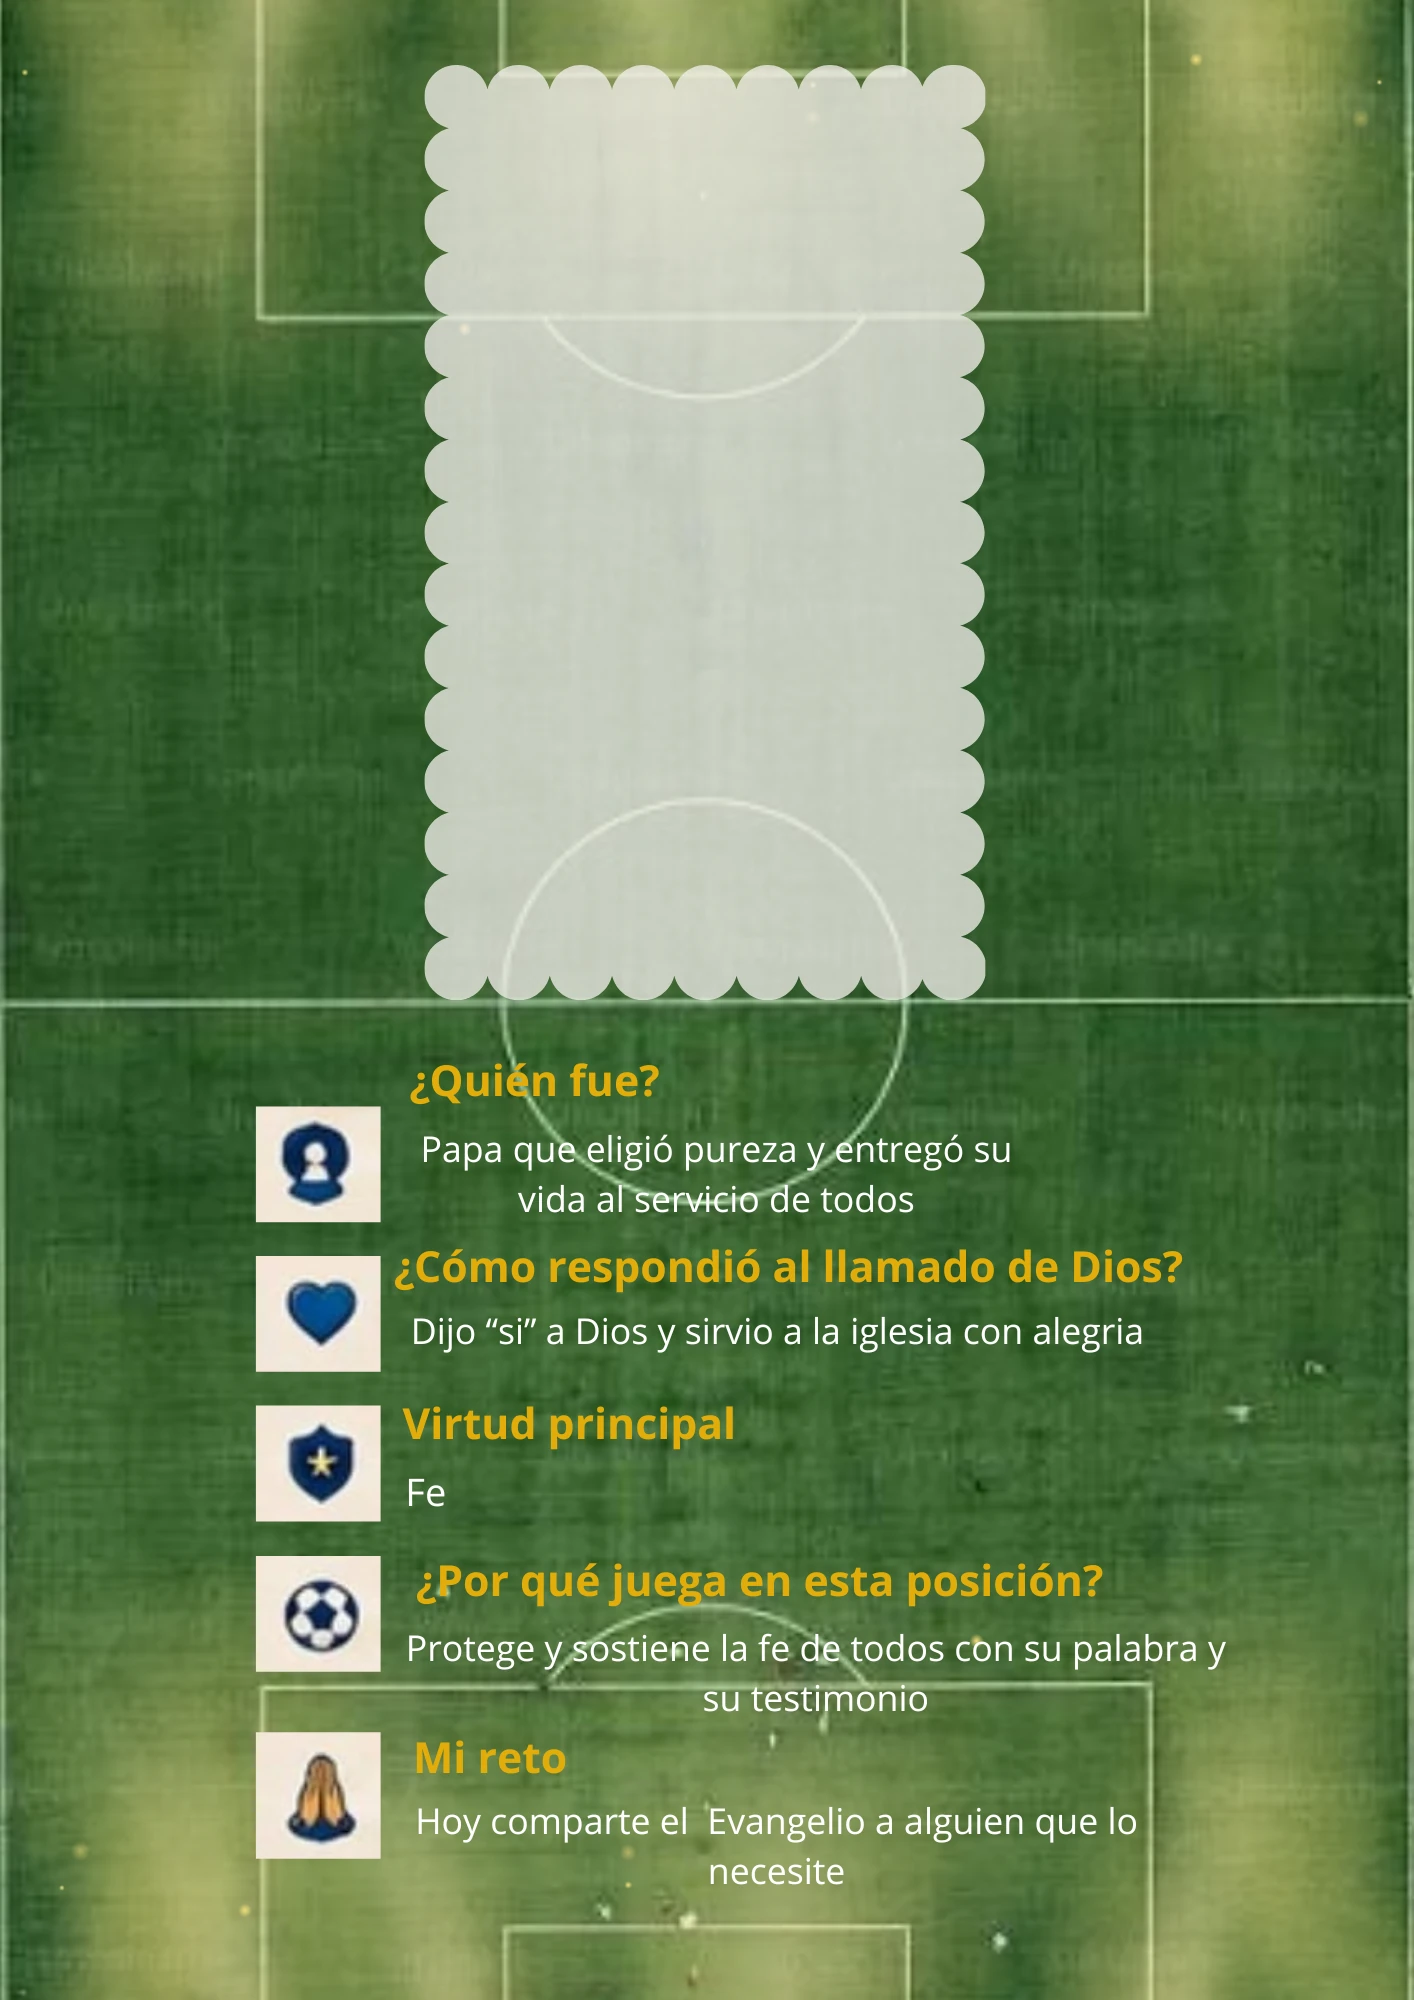 ¿Quién fue?
Papa que eligió pureza y entregó su
vida al servicio de todos
¿Cómo respondió al llamado de Dios?
Dijo “si” a Dios y sirvio a la iglesia con alegria
Virtud principal
Fe
¿Por qué juega en esta posición?
Protege y sostiene la fe de todos con su palabra y
su testimonio
Mi reto
Hoy comparte el  Evangelio a alguien que lo
necesite